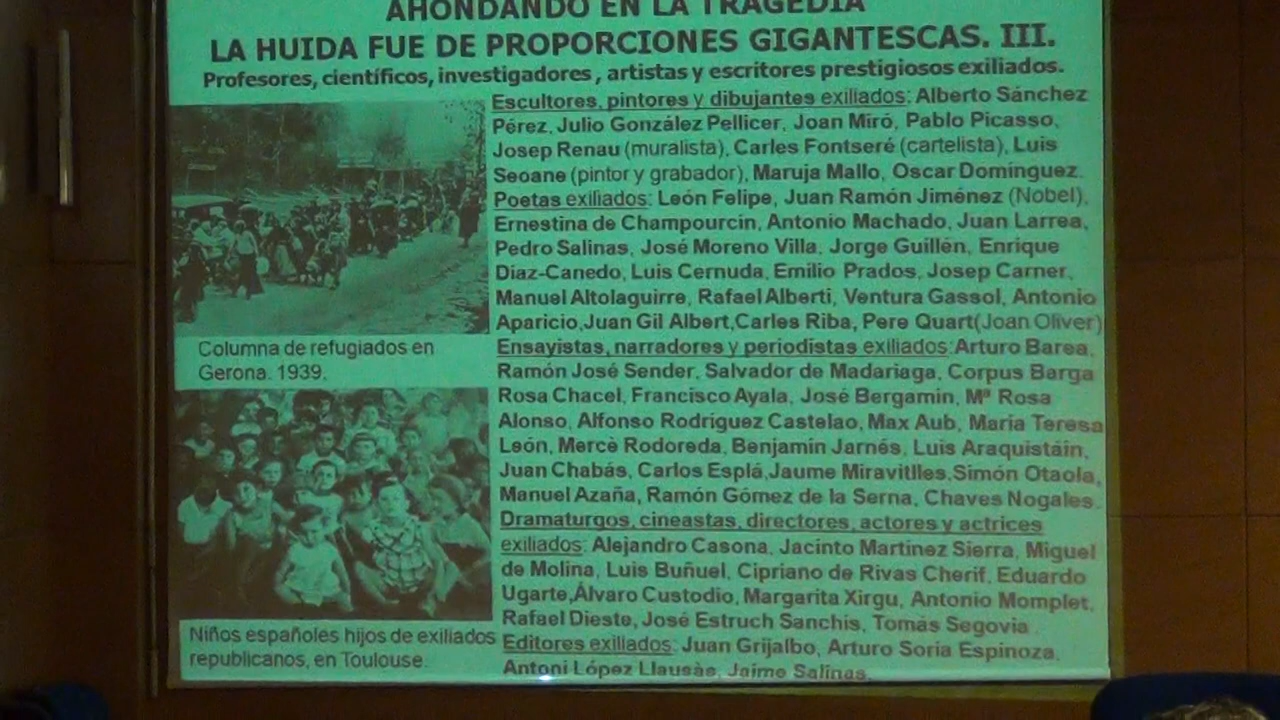 AHONDANDO EN LA TRAGEDIA
LA HUIDA FUE DE PROPORCIONES GIGANTESCAS. III.
Profesores, científicos, investigadores, artistas y escritores prestigiosos exiliados.
Escultores, pintores y dibujantes exiliados: Alberto Sánchez
Pérez, Julio González Pellicer, Joan Miró, Pablo Picasso,
Josep Renau (muralista), Carles Fontseré (cartelista), Luis
Seoane (pintor y grabador), Maruja Mallo, Oscar Domínguez.
Poetas exiliados: León Felipe, Juan Ramón Jiménez (Nobel),
Ernestina de Champourcin, Antonio Machado, Juan Larrea,
Pedro Salinas, José Moreno Villa, Jorge Guillén, Enrique
Díaz-Canedo, Luis Cernuda, Emilio Prados, Josep Carner,
Manuel Altolaguirre, Rafael Alberti, Ventura Gassol, Antonio
Aparicio,Juan Gil Albert,Carles Riba, Pere Quart(Joan Oliver)
Ensayistas, narradores y periodistas exiliados:Arturo Barea,
Ramón José Sender, Salvador de Madariaga, Corpus Barga
Rosa Chacel, Francisco Ayala, José Bergamín, Mª Rosa
Alonso, Alfonso Rodríguez Castelao, Max Aub, María Teresa
León, Mercè Rodoreda, Benjamín Jarnés, Luis Araquistáin,
Juan Chabás, Carlos Esplá,Jaume Miravitlles,Simón Otaola,
Manuel Azaña, Ramón Gómez de la Serna, Chaves Nogales.
Dramaturgos, cineastas, directores, actores y actrices
exiliados: Alejandro Casona, Jacinto Martínez Sierra, Miguel
de Molina, Luis Buñuel, Cipriano de Rivas Cherif, Eduardo
Ugarte,Álvaro Custodio, Margarita Xirgu, Antonio Momplet,
Rafael Dieste, José Estruch Sanchis, Tomás Segovia.
Editores exiliados: Juan Grijalbo, Arturo Soria Espinoza,
Antoni López Llausàs, Jaime Salinas.
Columna de refugiados en
Gerona. 1939.
Niños españoles hijos de exiliados
republicanos, en Toulouse.